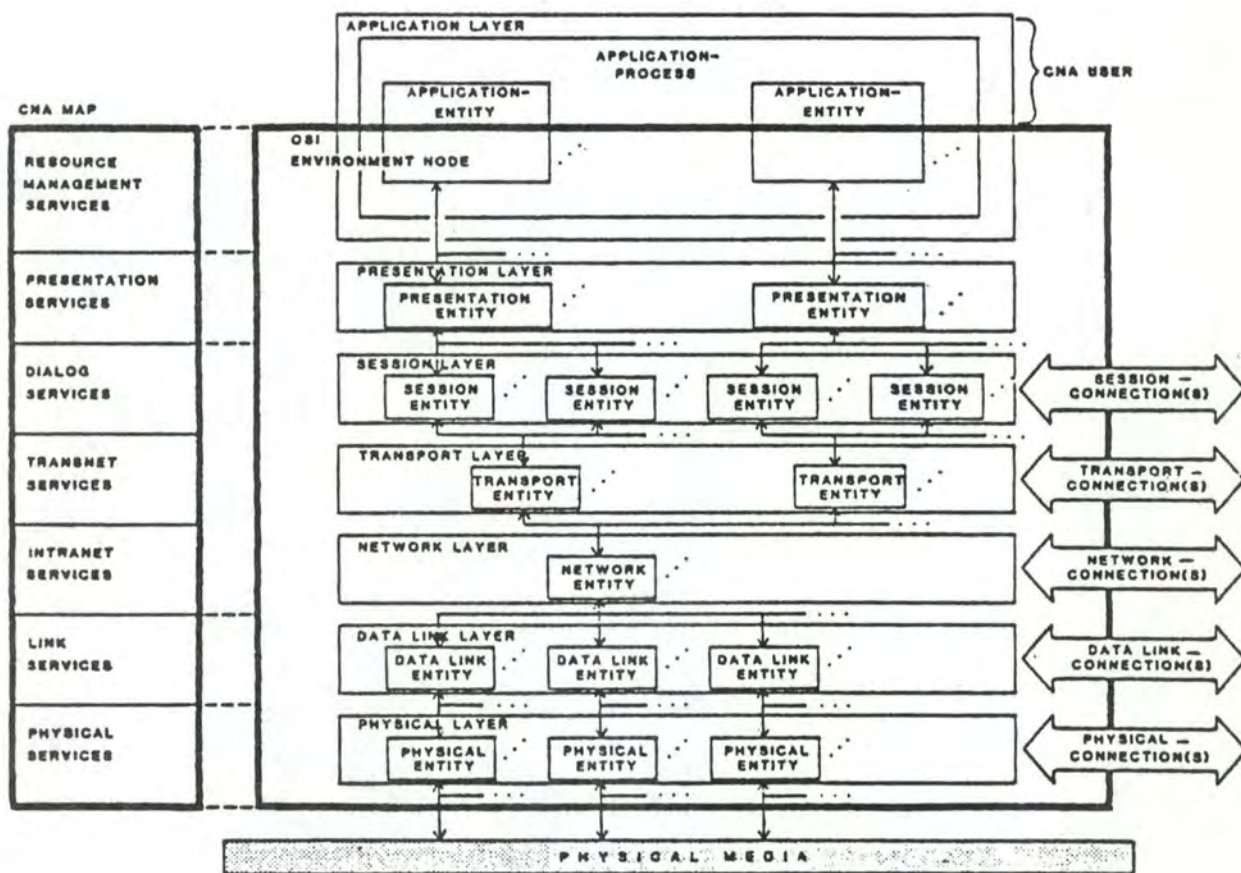 APPLICATION LAYER
APPLICATION-
PROCESS
CNA USER
APPLICATION-
ENTITY
APPLICATION-
ENTITY
CNA MAP
OSI
ENVIRONMENT NODE
RESOURCE
MANAGEMENT
SERVICES
PRESENTATION LAYER
PRESENTATION
SERVICES
PRESENTATION
ENTITY
PRESENTATION
ENTITY
SESSION LAYER
DIALOG
SERVICES
SESSION
ENTITY
SESSION
ENTITY
SESSION
ENTITY
SESSION
ENTITY
SESSION —
CONNECTION(S)
TRANSPORT LAYER
TRANSNET
SERVICES
TRANSPORT
ENTITY
TRANSPORT
ENTITY
TRANSPORT —
CONNECTION(S)
NETWORK LAYER
INTRANET
SERVICES
NETWORK
ENTITY
NETWORK —
CONNECTION(S)
DATA LINK LAYER
LINK
SERVICES
DATA LINK
ENTITY
DATA LINK
ENTITY
DATA LINK
ENTITY
DATA LINK —
CONNECTION(S)
PHYSICAL LAYER
PHYSICAL
SERVICES
PHYSICAL
ENTITY
PHYSICAL
ENTITY
PHYSICAL
ENTITY
PHYSICAL —
CONNECTION(S)
PHYSICAL MEDIA